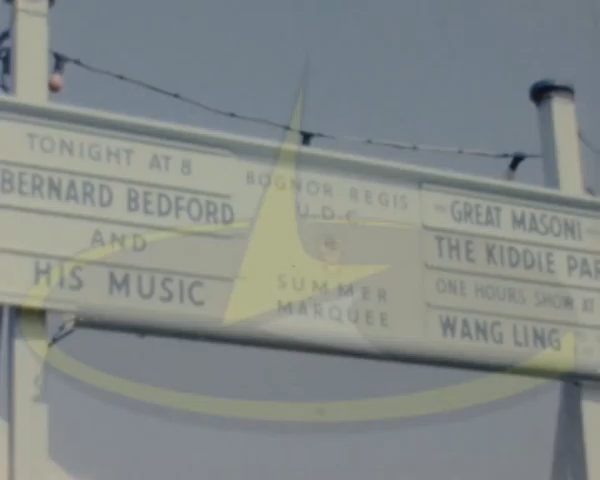 TONIGHT AT 8
BERNARD BEDFORD
AND
HIS MUSIC
BOGNOR REGIS
U.D.C.
SUMMER
MARQUEE
GREAT MASONI
THE KIDDIE
ONE HOURS SHOW AT
WANG LING